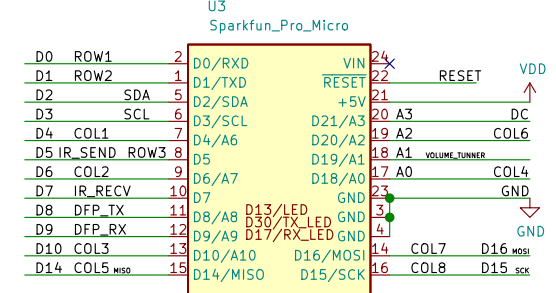 U3
Sparkfun_Pro_Micro
D0 ROW1 2 D0/RXD VIN 24
D1 ROW2 1 D1/TXD RESET 22 RESET VDD
D2 SDA 5 D2/SDA +5V 21
D3 SCL 6 D3/SCL D21/A3 20 A3 DC
D4 COL1 7 D4/A6 D20/A2 19 A2 COL6
D5 IR_SEND ROW3 8 D5 D19/A1 18 A1 VOLUME_TUNNER
D6 COL2 9 D6/A7 D18/A0 17 A0 COL4
D7 IR_RECV 10 D7 GND 23 GND
D8 DFP_TX 11 D8/A8 D13/LED D30/TX_LED GND 3
D9 DFP_RX 12 D9/A9 D17/RX_LED GND 4 GND
D10 COL3 13 D10/A10 D16/MOSI 14 COL7 D16 MOSI
D14 COL5 MISO 15 D14/MISO D15/SCK 16 COL8 D15 SCK